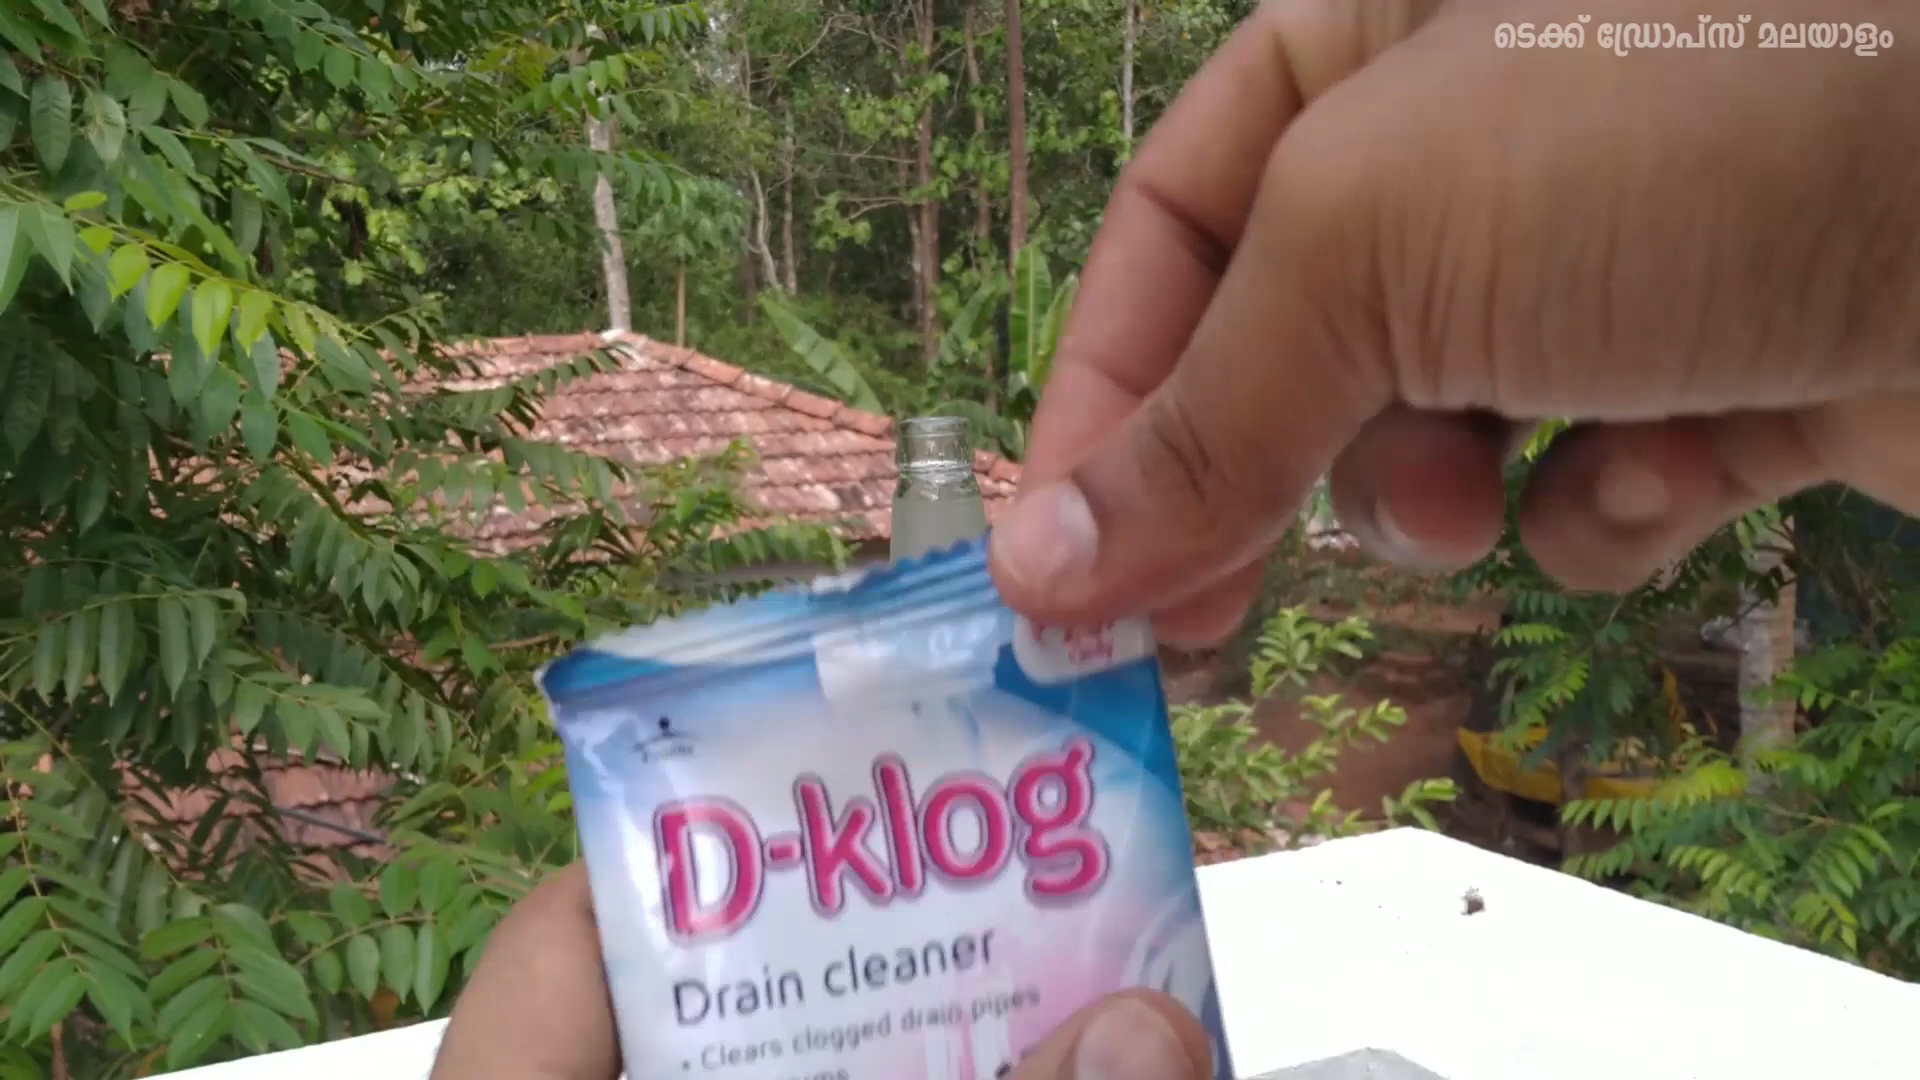 ടെക്ക് ഡ്രോപ്സ് മലയാളം
D-klog
Drain cleaner
• Clears clogged drain pipes